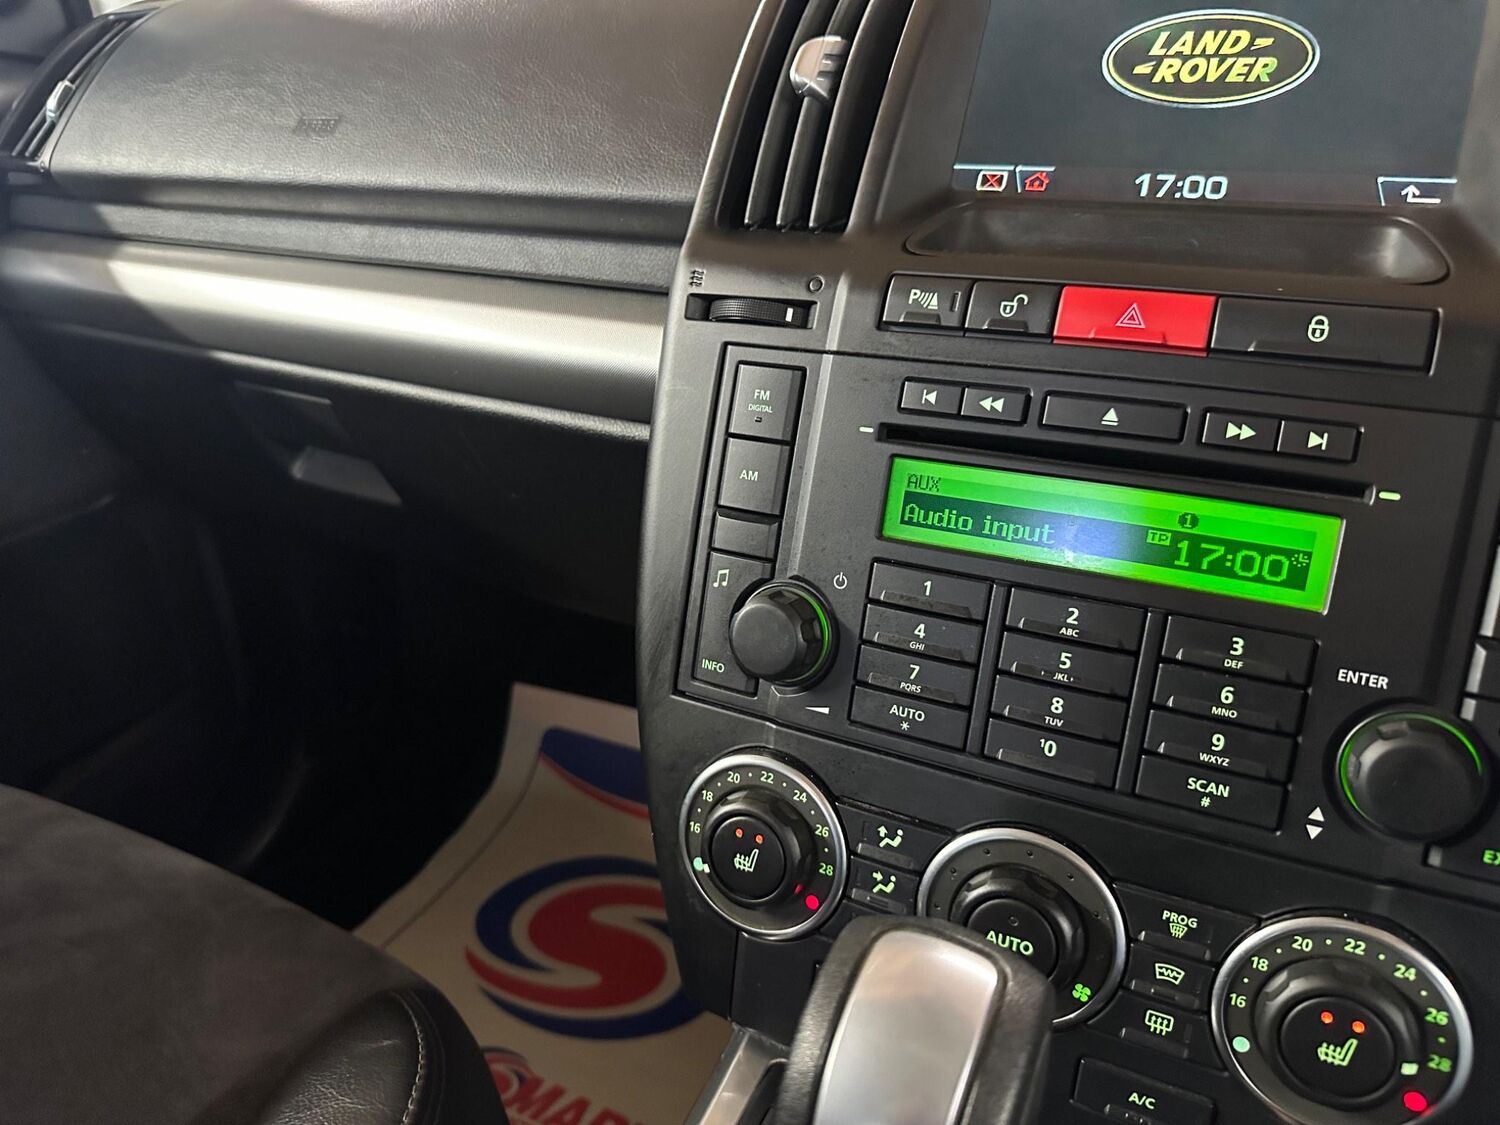 LAND
ROVER
17:00
P
FM
DIGITAL
AM
AUX
Audio input
1
TP
17:00
INFO
1
2
ABC
3
DEF
4
GHI
5
JKL
6
MNO
7
PQRS
8
TUV
9
WXYZ
AUTO
*
0
SCAN
#
ENTER
16 18 20 22 24 26 28
AUTO
PROG
16 18 20 22 24 26 28
A/C